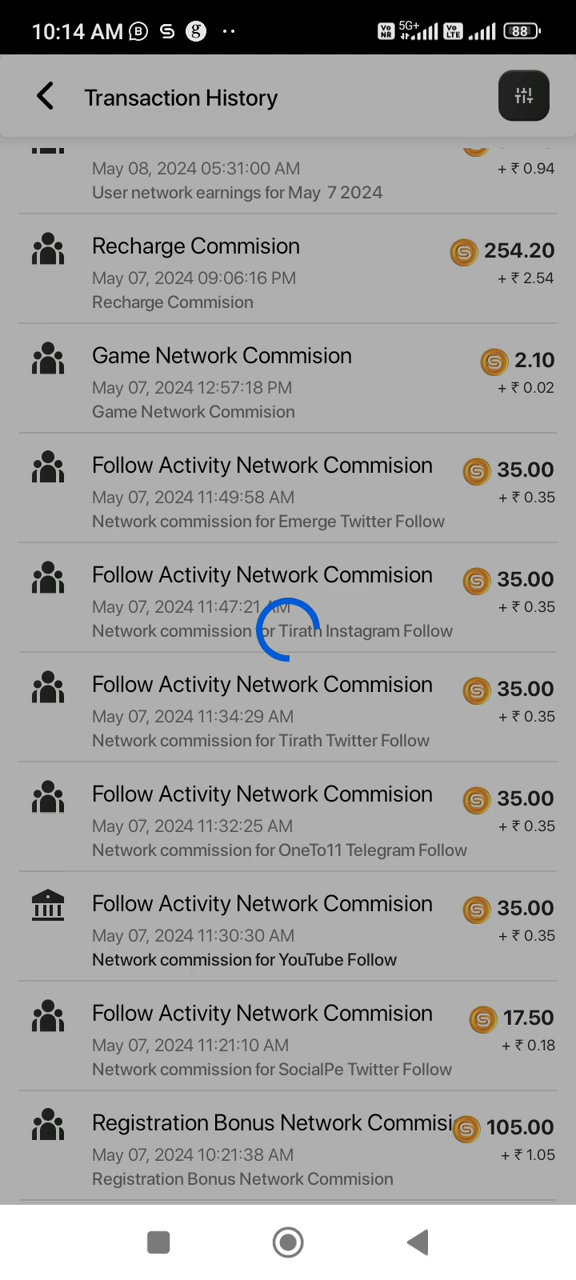 10:14 AM
5G+
Vo NR
Vo LTE
88
Transaction History
May 08, 2024 05:31:00 AM
+ ₹ 0.94
User network earnings for May 7 2024
Recharge Commision
254.20
May 07, 2024 09:06:16 PM
+ ₹ 2.54
Recharge Commision
Game Network Commision
2.10
May 07, 2024 12:57:18 PM
+ ₹ 0.02
Game Network Commision
Follow Activity Network Commision
35.00
May 07, 2024 11:49:58 AM
+ ₹ 0.35
Network commission for Emerge Twitter Follow
Follow Activity Network Commision
35.00
May 07, 2024 11:47:21 AM
+ ₹ 0.35
Network commission for Tirath Instagram Follow
Follow Activity Network Commision
35.00
May 07, 2024 11:34:29 AM
+ ₹ 0.35
Network commission for Tirath Twitter Follow
Follow Activity Network Commision
35.00
May 07, 2024 11:32:25 AM
+ ₹ 0.35
Network commission for OneTo11 Telegram Follow
Follow Activity Network Commision
35.00
May 07, 2024 11:30:30 AM
+ ₹ 0.35
Network commission for YouTube Follow
Follow Activity Network Commision
17.50
May 07, 2024 11:21:10 AM
+ ₹ 0.18
Network commission for SocialPe Twitter Follow
Registration Bonus Network Commisi
105.00
May 07, 2024 10:21:38 AM
+ ₹ 1.05
Registration Bonus Network Commision